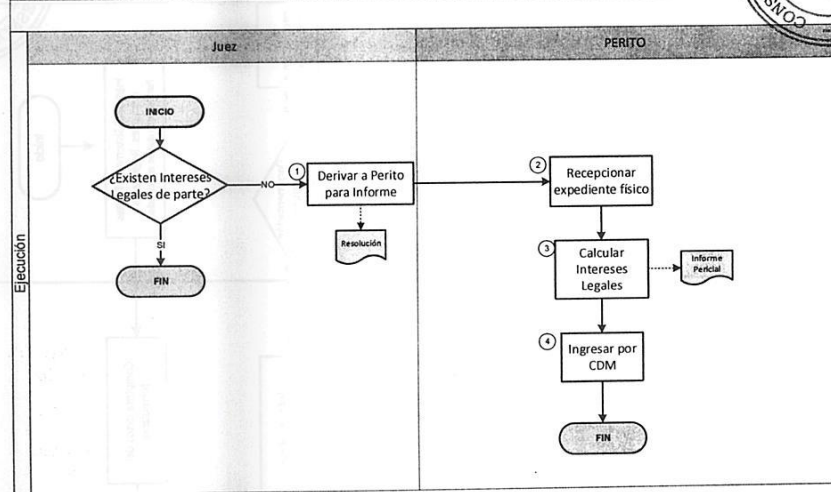 CONS
Juez
PERITO
Ejecución
INICIO
¿Existen Intereses
Legales de parte?
NO
SI
FIN
1
Derivar a Perito
para Informe
Resolución
2
Recepcionar
expediente físico
3
Calcular
Intereses
Legales
Informe
Pericial
4
Ingresar por
CDM
FIN